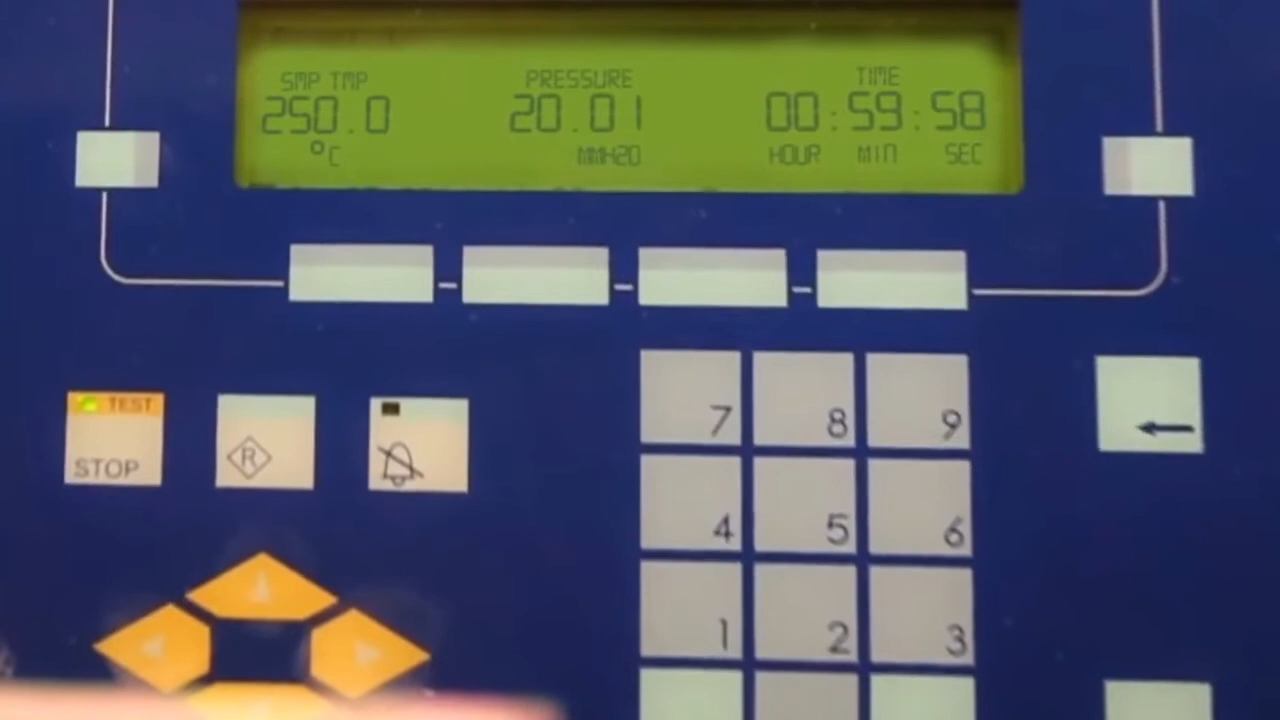 SMP TMP PRESSURE TIME
250.0 20.01 00:59:58
°C MMH2O HOUR MIN SEC
TEST
STOP
R
7 8 9
4 5 6
1 2 3